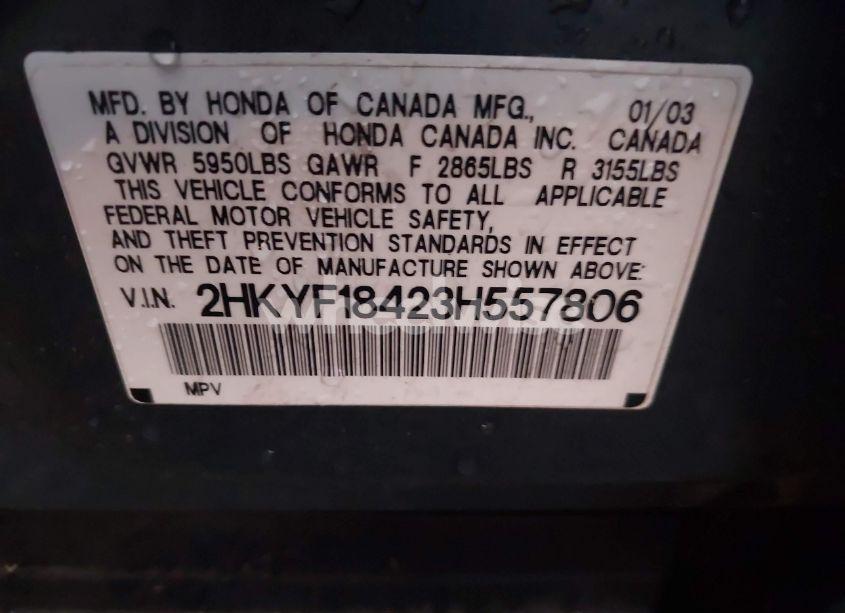 MFD. BY HONDA OF CANADA MFG., 01/03
A DIVISION OF HONDA CANADA INC. CANADA
GVWR 5950LBS GAWR F 2865LBS R 3155LBS
THIS VEHICLE CONFORMS TO ALL APPLICABLE
FEDERAL MOTOR VEHICLE SAFETY,
AND THEFT PREVENTION STANDARDS IN EFFECT
ON THE DATE OF MANUFACTURE SHOWN ABOVE:
V.I.N. 2HKYF18423H557806
MPV